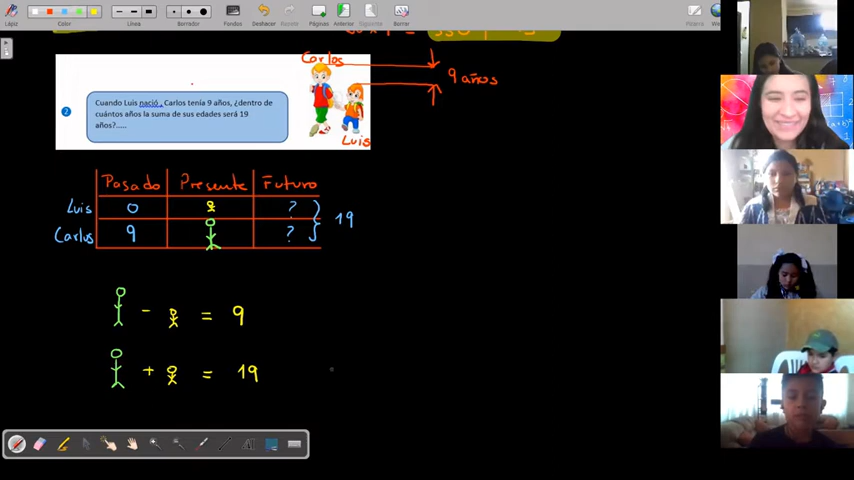 Lápiz
Color
Línea
Borrador
Fondos
Deshacer
Rehacer
Páginas
Anterior
Siguiente
Borrar
Carlos
9 años
2
Cuando Luis nació , Carlos tenía 9 años, ¿dentro de
cuántos años la suma de sus edades será 19
años?.....
Luis
Pasado Presente Futuro
Luis 0 ?
Carlos 9 ?
19
- = 9
+ = 19